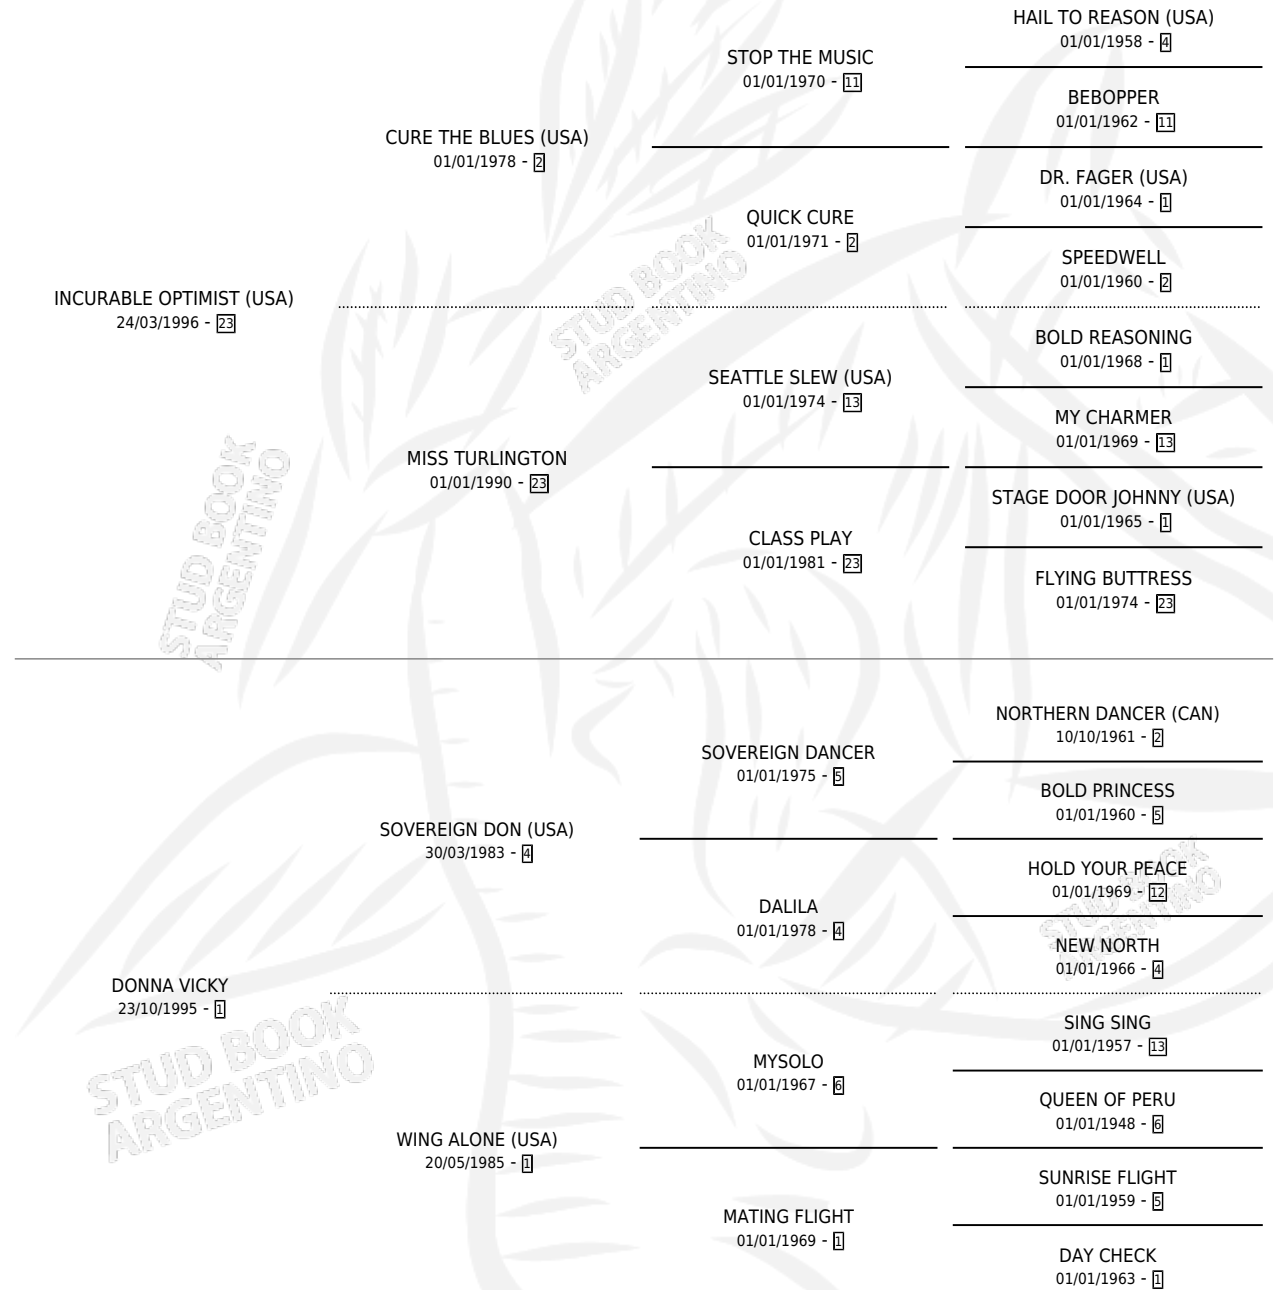 HAIL TO REASON (USA)
01/01/1958 - 4
STOP THE MUSIC
01/01/1970 - 11
BEBOPPER
01/01/1962 - 11
CURE THE BLUES (USA)
01/01/1978 - 2
DR. FAGER (USA)
01/01/1964 - 1
QUICK CURE
01/01/1971 - 2
SPEEDWELL
01/01/1960 - 2
INCURABLE OPTIMIST (USA)
24/03/1996 - 23
BOLD REASONING
01/01/1968 - 1
SEATTLE SLEW (USA)
01/01/1974 - 13
MY CHARMER
01/01/1969 - 13
MISS TURLINGTON
01/01/1990 - 23
STAGE DOOR JOHNNY (USA)
01/01/1965 - 1
CLASS PLAY
01/01/1981 - 23
FLYING BUTTRESS
01/01/1974 - 23
NORTHERN DANCER (CAN)
10/10/1961 - 2
SOVEREIGN DANCER
01/01/1975 - 5
BOLD PRINCESS
01/01/1960 - 5
SOVEREIGN DON (USA)
30/03/1983 - 4
HOLD YOUR PEACE
01/01/1969 - 12
DALILA
01/01/1978 - 4
NEW NORTH
01/01/1966 - 4
DONNA VICKY
23/10/1995 - 1
SING SING
01/01/1957 - 13
MYSOLO
01/01/1967 - 6
QUEEN OF PERU
01/01/1948 - 6
WING ALONE (USA)
20/05/1985 - 1
SUNRISE FLIGHT
01/01/1959 - 5
MATING FLIGHT
01/01/1969 - 1
DAY CHECK
01/01/1963 - 1
STUD BOOK
ARGENTINO
STUD BOOK
ARGENTINO
STUD BOOK
ARGENTINO
STUD BOOK
ARGENTINO